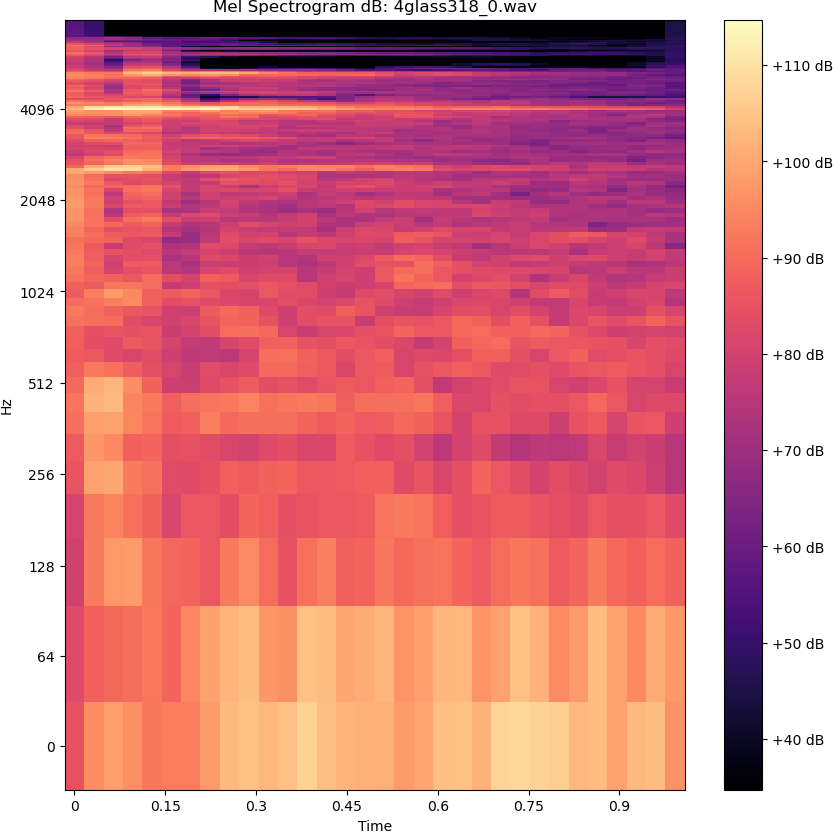 Mel Spectrogram dB: 4glass318_0.wav
Hz
4096
2048
1024
512
256
128
64
0
0 0.15 0.3 0.45 0.6 0.75 0.9
Time
+110 dB
+100 dB
+90 dB
+80 dB
+70 dB
+60 dB
+50 dB
+40 dB